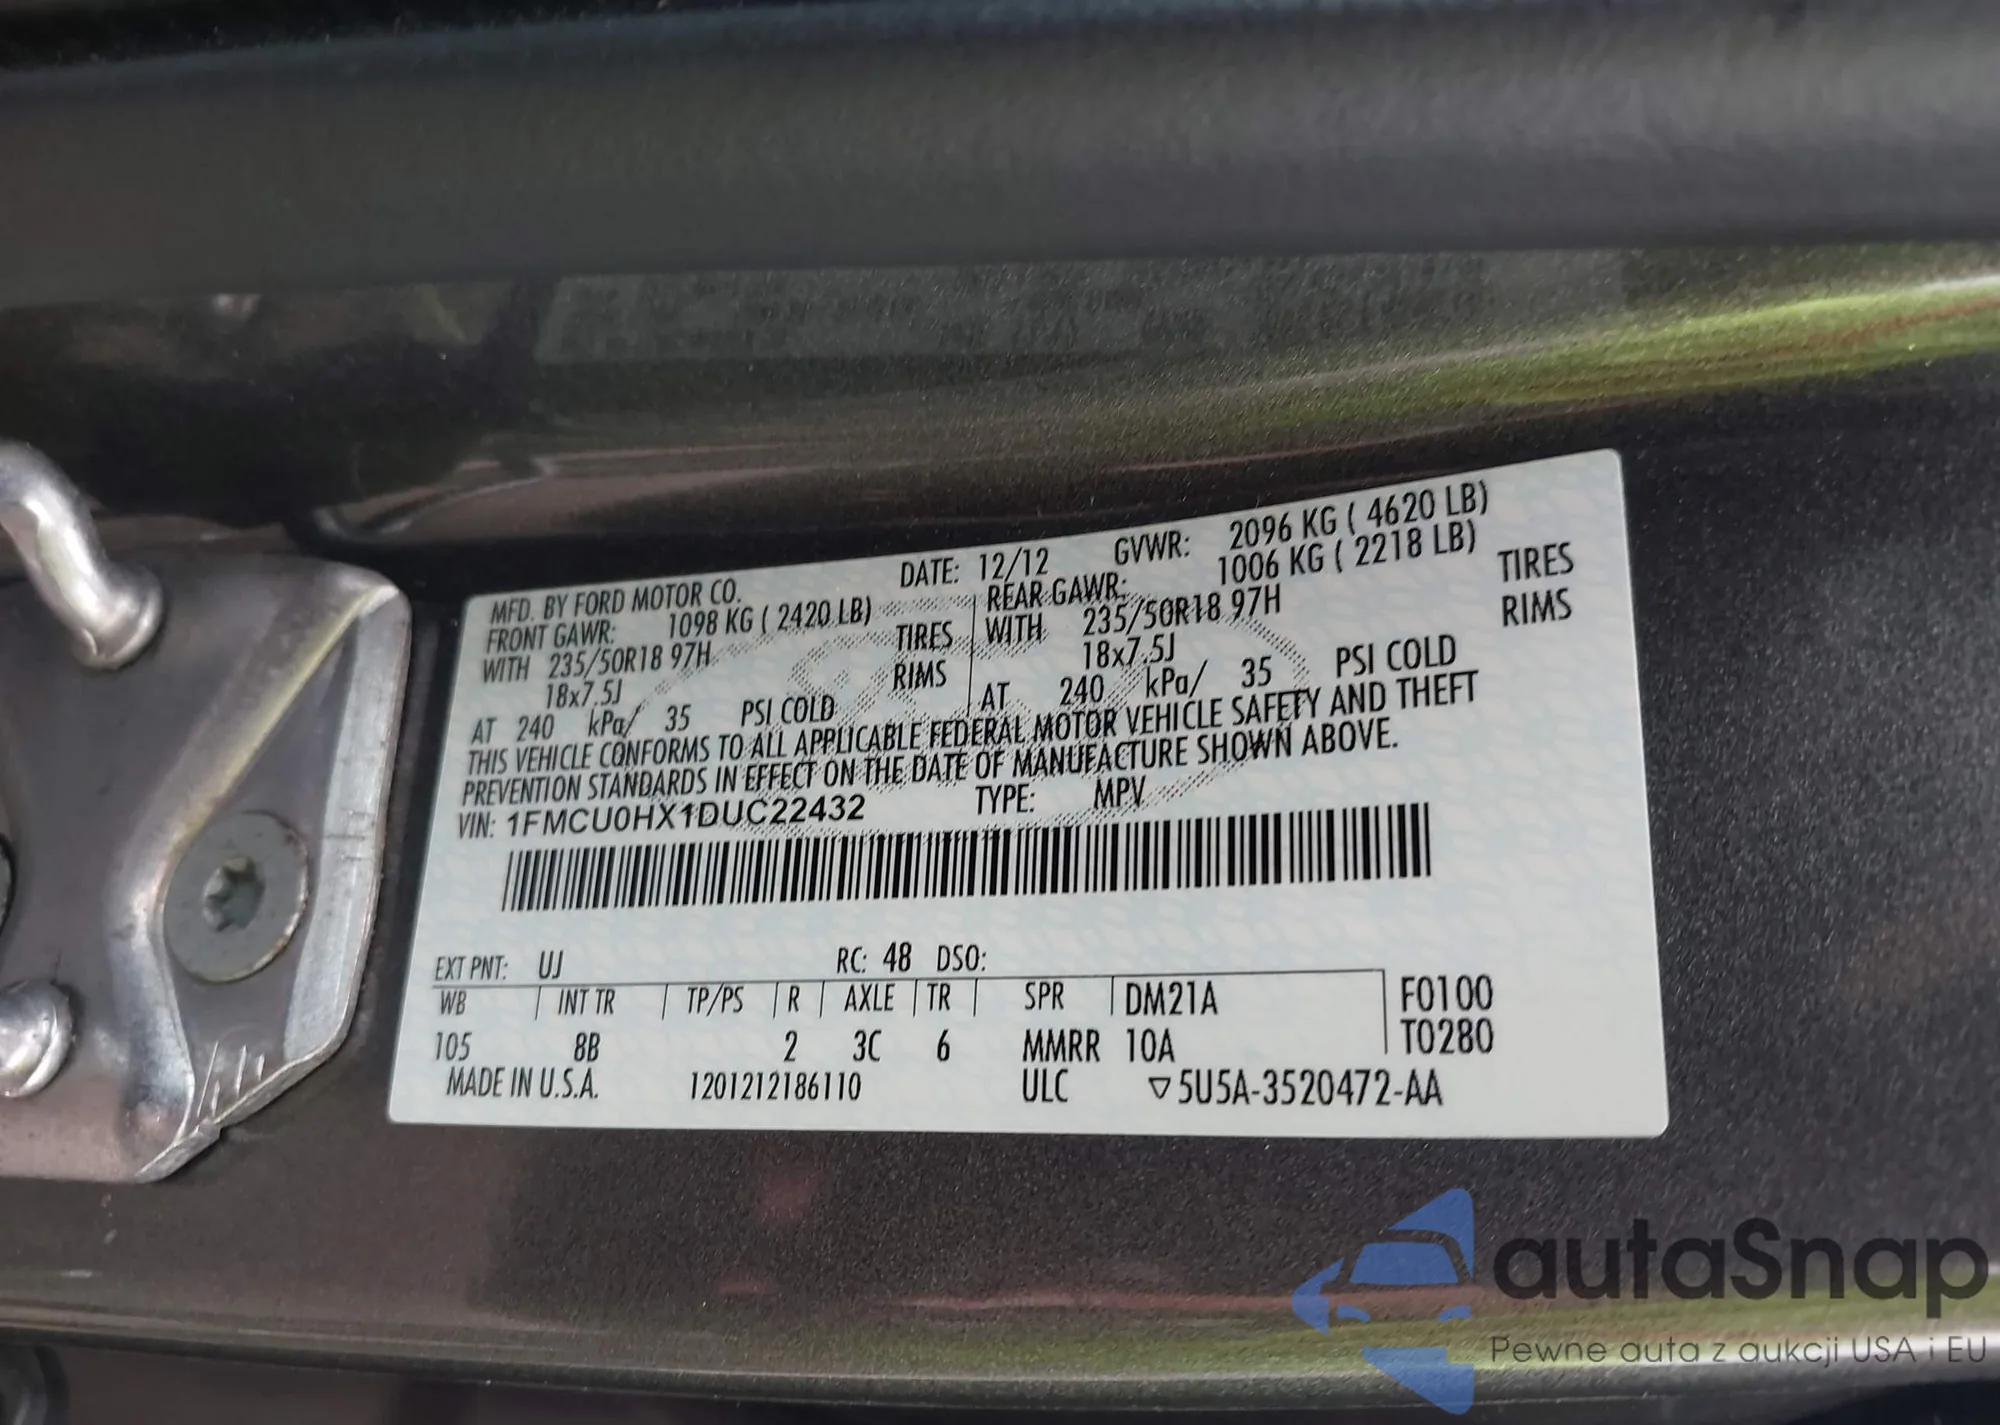 MFD. BY FORD MOTOR CO. DATE: 12/12 GVWR: 2096 KG ( 4620 LB)
FRONT GAWR: 1098 KG ( 2420 LB) REAR GAWR: 1006 KG ( 2218 LB)
WITH 235/50R18 97H TIRES WITH 235/50R18 97H TIRES
18x7.5J RIMS 18x7.5J RIMS
AT 240 kPa/ 35 PSI COLD AT 240 kPa/ 35 PSI COLD
THIS VEHICLE CONFORMS TO ALL APPLICABLE FEDERAL MOTOR VEHICLE SAFETY AND THEFT
PREVENTION STANDARDS IN EFFECT ON THE DATE OF MANUFACTURE SHOWN ABOVE.
VIN: 1FMCU0HX1DUC22432 TYPE: MPV
EXT PNT: UJ RC: 48 DSO:
WB INT TR TP/PS R AXLE TR SPR DM21A F0100
105 8B 2 3C 6 MMRR 10A T0280
MADE IN U.S.A. 1201212186110 ULC ▽5U5A-3520472-AA
autaSnap
Pewne auta z aukcji USA i EU